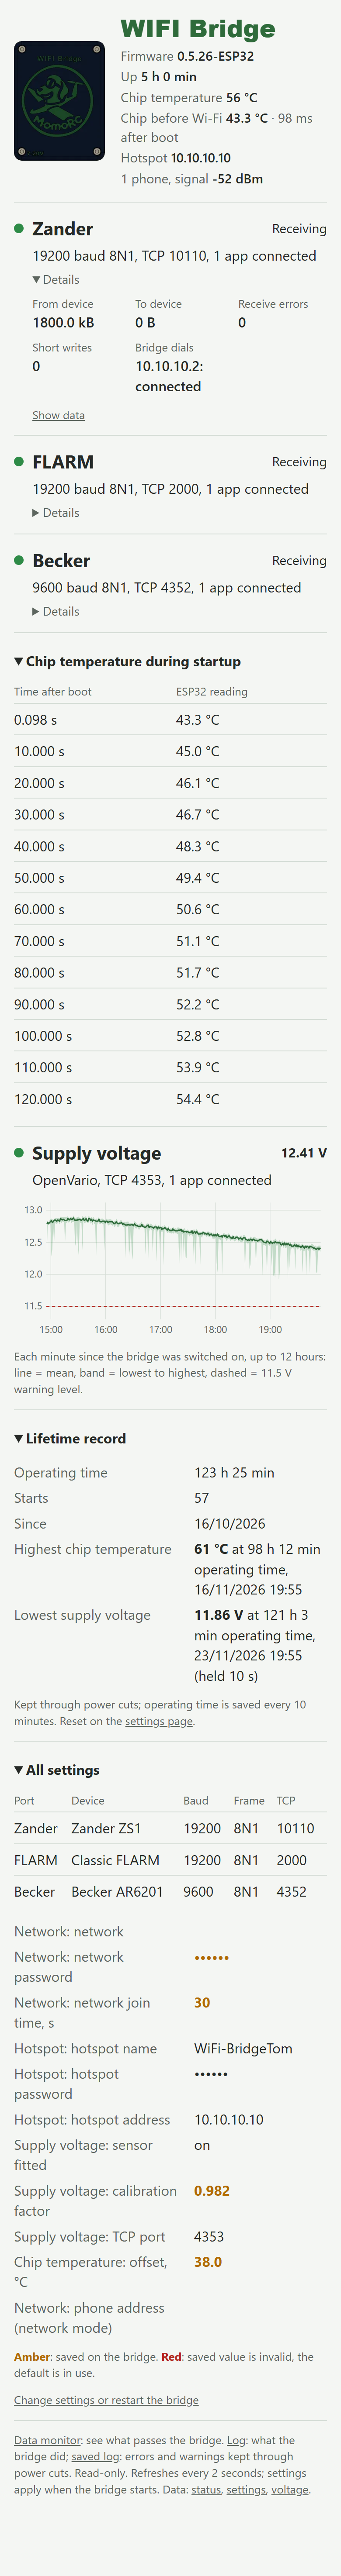 WIFI Bridge
WiFi Bridge
MomoRC
Firmware 0.5.26-ESP32
Up 5 h 0 min
Chip temperature 56 °C
Chip before Wi-Fi 43.3 °C · 98 ms
after boot
Hotspot 10.10.10.10
1 phone, signal -52 dBm
Zander Receiving
19200 baud 8N1, TCP 10110, 1 app connected
▼ Details
From device To device Receive errors
1800.0 kB 0 B 0
Short writes Bridge dials
0 10.10.10.2:
connected
Show data
FLARM Receiving
19200 baud 8N1, TCP 2000, 1 app connected
▶ Details
Becker Receiving
9600 baud 8N1, TCP 4352, 1 app connected
▶ Details
▼ Chip temperature during startup
Time after boot ESP32 reading
0.098 s 43.3 °C
10.000 s 45.0 °C
20.000 s 46.1 °C
30.000 s 46.7 °C
40.000 s 48.3 °C
50.000 s 49.4 °C
60.000 s 50.6 °C
70.000 s 51.1 °C
80.000 s 51.7 °C
90.000 s 52.2 °C
100.000 s 52.8 °C
110.000 s 53.9 °C
120.000 s 54.4 °C
Supply voltage 12.41 V
OpenVario, TCP 4353, 1 app connected
13.0
12.5
12.0
11.5
15:00 16:00 17:00 18:00 19:00
Each minute since the bridge was switched on, up to 12 hours:
line = mean, band = lowest to highest, dashed = 11.5 V
warning level.
▼ Lifetime record
Operating time 123 h 25 min
Starts 57
Since 16/10/2026
Highest chip temperature 61 °C at 98 h 12 min
operating time,
16/11/2026 19:55
Lowest supply voltage 11.86 V at 121 h 3
min operating time,
23/11/2026 19:55
(held 10 s)
Kept through power cuts; operating time is saved every 10
minutes. Reset on the settings page.
▼ All settings
Port Device Baud Frame TCP
Zander Zander ZS1 19200 8N1 10110
FLARM Classic FLARM 19200 8N1 2000
Becker Becker AR6201 9600 8N1 4352
Network: network
Network: network ••••••
password
Network: network join 30
time, s
Hotspot: hotspot name WiFi-BridgeTom
Hotspot: hotspot ••••••
password
Hotspot: hotspot address 10.10.10.10
Supply voltage: sensor on
fitted
Supply voltage: calibration 0.982
factor
Supply voltage: TCP port 4353
Chip temperature: offset, 38.0
°C
Network: phone address
(network mode)
Amber: saved on the bridge. Red: saved value is invalid, the
default is in use.
Change settings or restart the bridge
Data monitor: see what passes the bridge. Log: what the
bridge did; saved log: errors and warnings kept through
power cuts. Read-only. Refreshes every 2 seconds; settings
apply when the bridge starts. Data: status, settings, voltage.